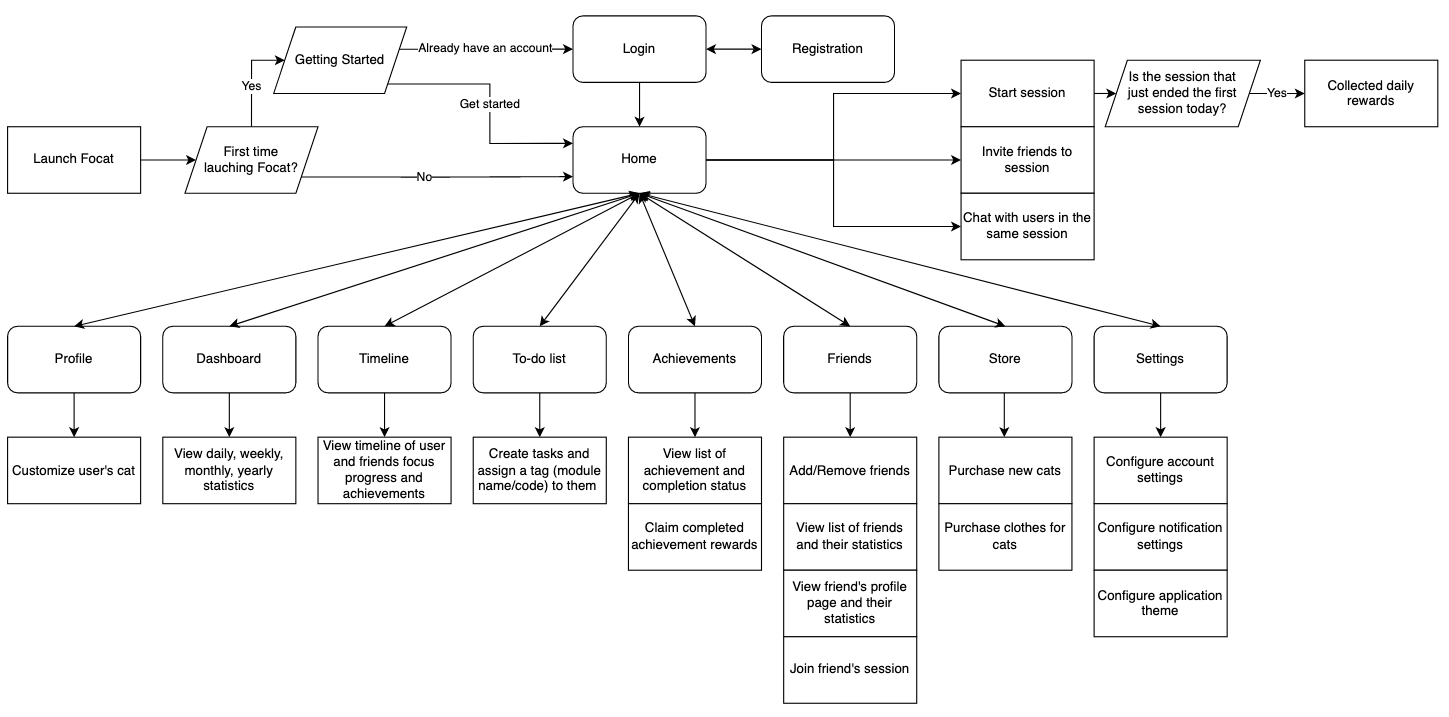 Launch Focat
First time
lauching Focat?
Yes
Getting Started
Already have an account
Get started
No
Login
Registration
Home
Start session
Invite friends to
session
Chat with users in the
same session
Is the session that
just ended the first
session today?
Yes
Collected daily
rewards
Profile
Customize user's cat
Dashboard
View daily, weekly,
monthly, yearly
statistics
Timeline
View timeline of user
and friends focus
progress and
achievements
To-do list
Create tasks and
assign a tag (module
name/code) to them
Achievements
View list of
achievement and
completion status
Claim completed
achievement rewards
Friends
Add/Remove friends
View list of friends
and their statistics
View friend's profile
page and their
statistics
Join friend's session
Store
Purchase new cats
Purchase clothes for
cats
Settings
Configure account
settings
Configure notification
settings
Configure application
theme